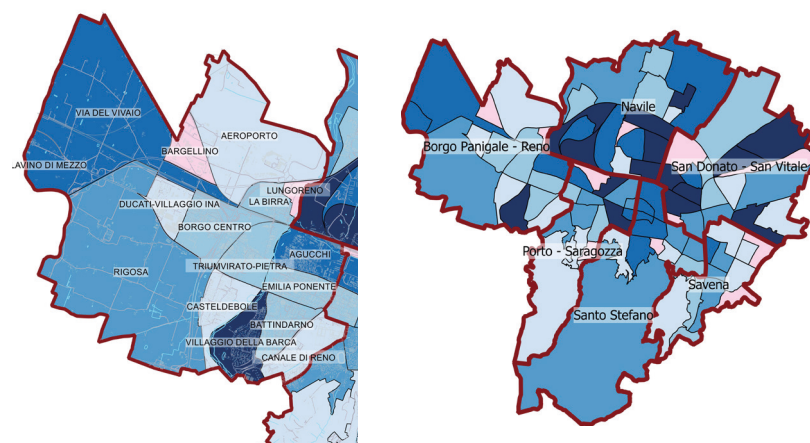 VIA DEL VIVAIO
AEROPORTO
BARGELLINO
LAVINO DI MEZZO
LUNGORENO
DUCATI-VILLAGGIO INA
LA BIRRA
BORGO CENTRO
AGUCCHI
TRIUMVIRATO-PIETRA
RIGOSA
EMILIA PONENTE
CASTELDEBOLE
BATTINDARNO
VILLAGGIO DELLA BARCA
CANALE DI RENO
Navile
Borgo Panigale - Reno
San Donato - San Vitale
Porto - Saragozza
Savena
Santo Stefano